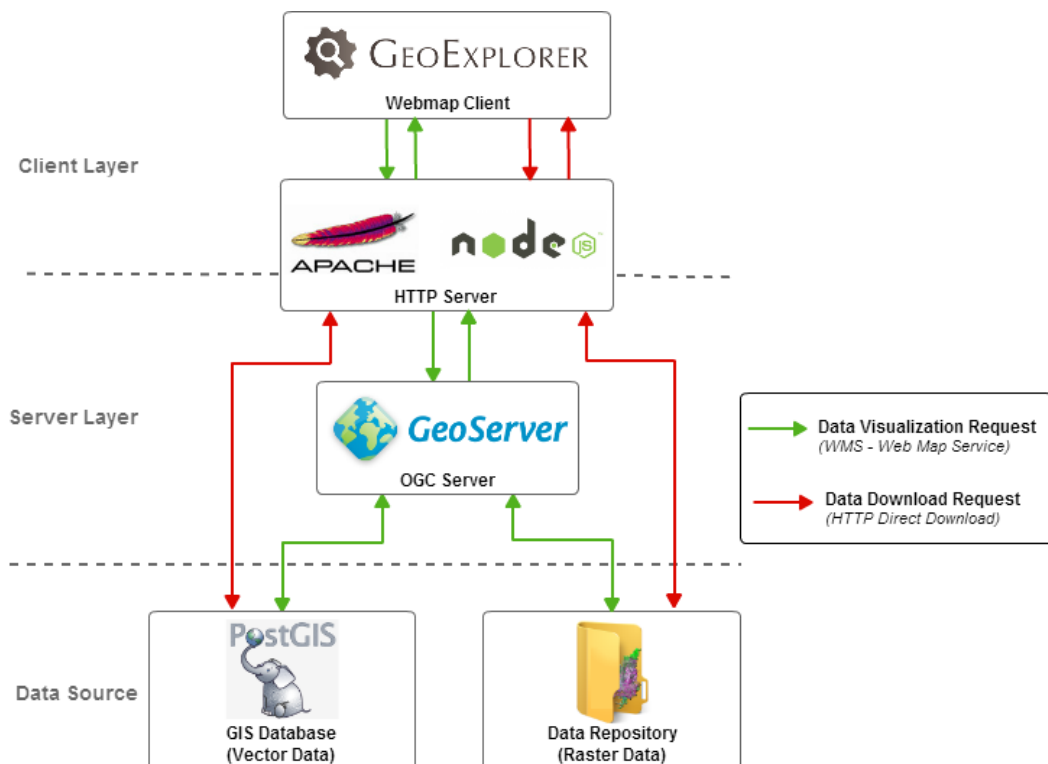 GEOEXPLORER
Webmap Client
Client Layer
APACHE
node
JS
™
HTTP Server
Server Layer
GeoServer
OGC Server
Data Visualization Request
(WMS - Web Map Service)
Data Download Request
(HTTP Direct Download)
Data Source
PostGIS
GIS Database
(Vector Data)
Data Repository
(Raster Data)